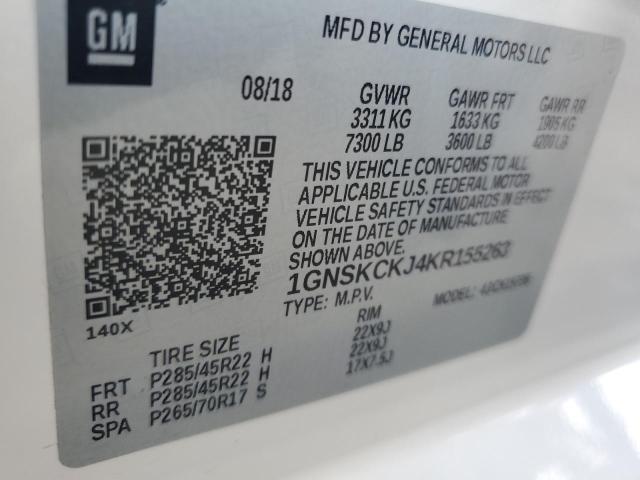 GM
MFD BY GENERAL MOTORS LLC
08/18 GVWR GAWR FRT GAWR RR
3311 KG 1633 KG 1905 KG
7300 LB 3600 LB 4200 LB
THIS VEHICLE CONFORMS TO ALL
APPLICABLE U.S. FEDERAL MOTOR
VEHICLE SAFETY STANDARDS IN EFFECT
ON THE DATE OF MANUFACTURE
SHOWN ABOVE.
1GNSKCKJ4KR155263
TYPE: M.P.V. MODEL:
140X
TIRE SIZE RIM
FRT P285/45R22 H 22X9J
RR P285/45R22 H 22X9J
SPA P265/70R17 S 17X7.5J